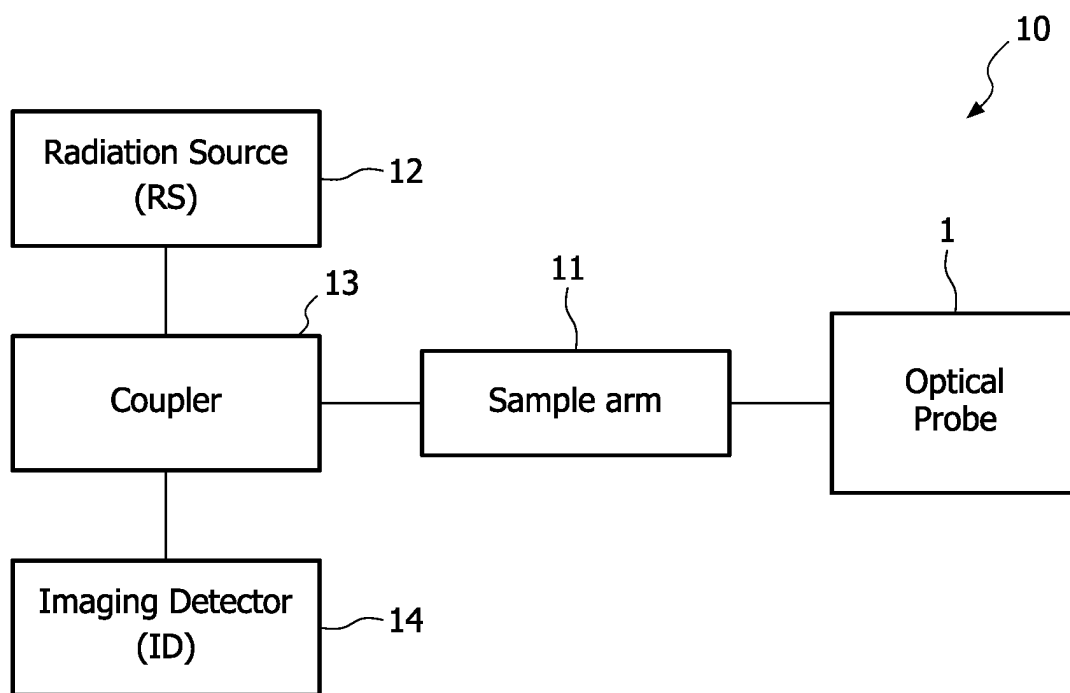 10
Radiation Source
(RS)
12
13
11
1
Coupler
Sample arm
Optical
Probe
Imaging Detector
(ID)
14